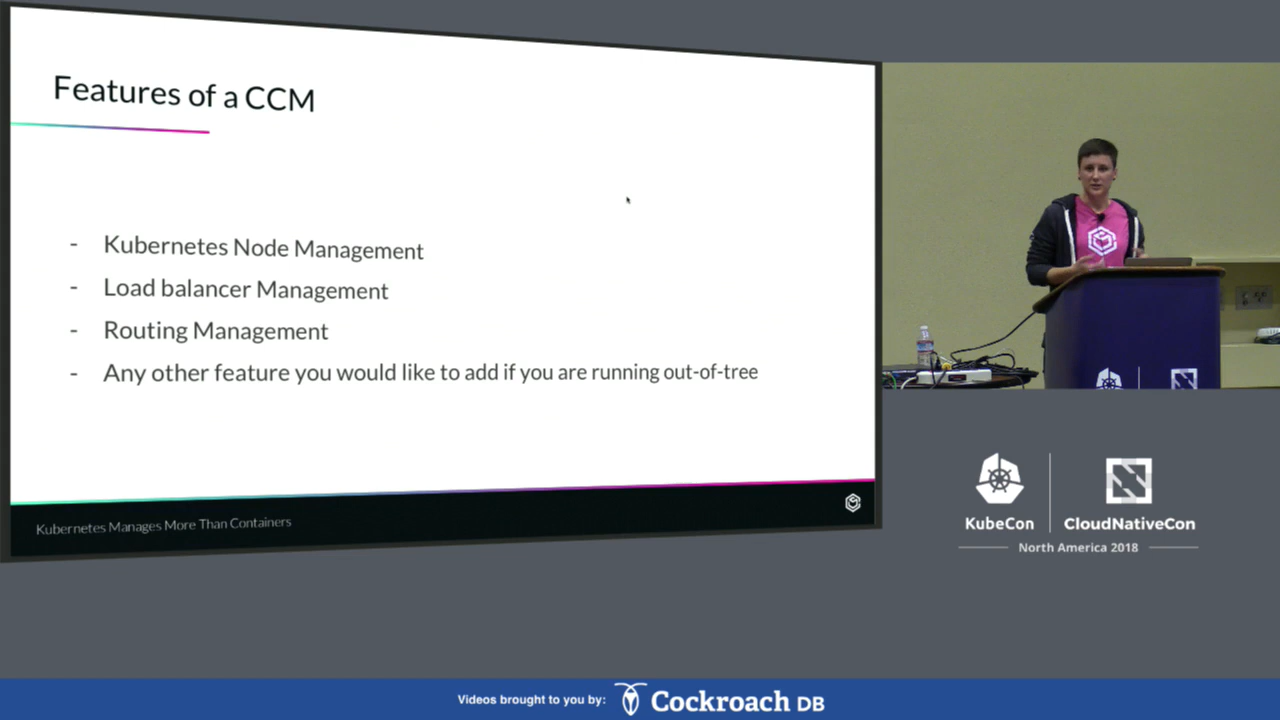 Features of a CCM
- Kubernetes Node Management
- Load balancer Management
- Routing Management
- Any other feature you would like to add if you are running out-of-tree
Kubernetes Manages More Than Containers
KubeCon
CloudNativeCon
North America 2018
Videos brought to you by:
Cockroach DB